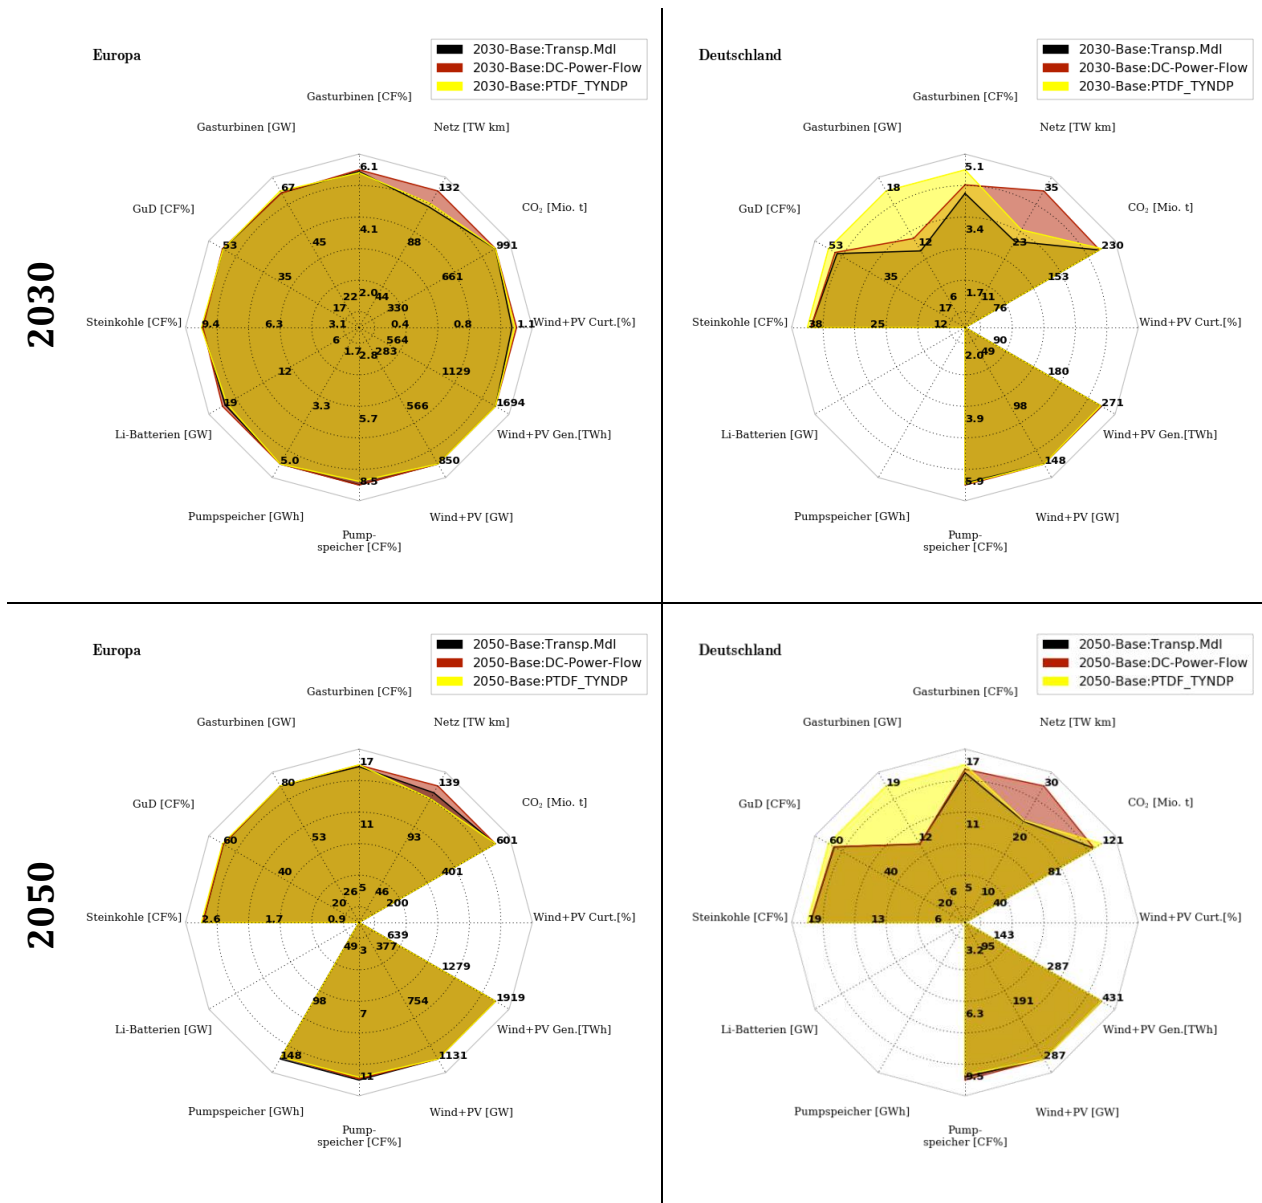 Europa
2030-Base:Transp.Mdl
2030-Base:DC-Power-Flow
2030-Base:PTDF_TYNDP
Gasturbinen [CF%]
Gasturbinen [GW]
Netz [TW km]
GuD [CF%]
CO₂ [Mio. t]
Steinkohle [CF%]
Wind+PV Curt.[%]
Li-Batterien [GW]
Wind+PV Gen.[TWh]
Pumpspeicher [GWh]
Wind+PV [GW]
Pump-
speicher [CF%]
6.1
67
132
4.1
53
45
88
991
35
661
22
2.0
44
17
330
9.4
6.3
3.1
0.4
0.8
1.1
6
564
1.7
2.8
283
12
1129
19
3.3
566
1694
5.7
5.0
850
8.5
2030
Deutschland
2030-Base:Transp.Mdl
2030-Base:DC-Power-Flow
2030-Base:PTDF_TYNDP
Gasturbinen [CF%]
Gasturbinen [GW]
Netz [TW km]
GuD [CF%]
CO₂ [Mio. t]
Steinkohle [CF%]
Wind+PV Curt.[%]
Li-Batterien [GW]
Wind+PV Gen.[TWh]
Pumpspeicher [GWh]
Wind+PV [GW]
Pump-
speicher [CF%]
5.1
18
35
3.4
53
12
23
230
35
153
6
1.7
11
17
76
38
25
12
90
2.0
49
180
98
271
3.9
148
5.9
Europa
2050-Base:Transp.Mdl
2050-Base:DC-Power-Flow
2050-Base:PTDF_TYNDP
Gasturbinen [CF%]
Gasturbinen [GW]
Netz [TW km]
GuD [CF%]
CO₂ [Mio. t]
Steinkohle [CF%]
Wind+PV Curt.[%]
Li-Batterien [GW]
Wind+PV Gen.[TWh]
Pumpspeicher [GWh]
Wind+PV [GW]
Pump-
speicher [CF%]
17
80
139
11
60
53
93
601
40
401
26
5
46
20
200
2.6
1.7
0.9
639
49
3
377
1279
98
754
1919
7
148
1131
11
2050
Deutschland
2050-Base:Transp.Mdl
2050-Base:DC-Power-Flow
2050-Base:PTDF_TYNDP
Gasturbinen [CF%]
Gasturbinen [GW]
Netz [TW km]
GuD [CF%]
CO₂ [Mio. t]
Steinkohle [CF%]
Wind+PV Curt.[%]
Li-Batterien [GW]
Wind+PV Gen.[TWh]
Pumpspeicher [GWh]
Wind+PV [GW]
Pump-
speicher [CF%]
17
19
30
11
60
12
20
121
40
81
6
5
10
20
40
19
13
6
143
3.2
95
287
191
431
6.3
287
9.5